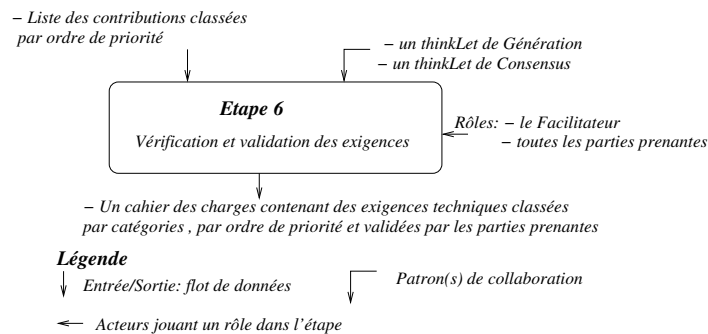 − Liste des contributions classées
par ordre de priorité
− un thinkLet de Génération
− un thinkLet de Consensus
Etape 6
Vérification et validation des exigences
Rôles: − le Facilitateur
− toutes les parties prenantes
− Un cahier des charges contenant des exigences techniques classées
par catégories , par ordre de priorité et validées par les parties prenantes
Légende
Entrée/Sortie: flot de données
Patron(s) de collaboration
Acteurs jouant un rôle dans l'étape